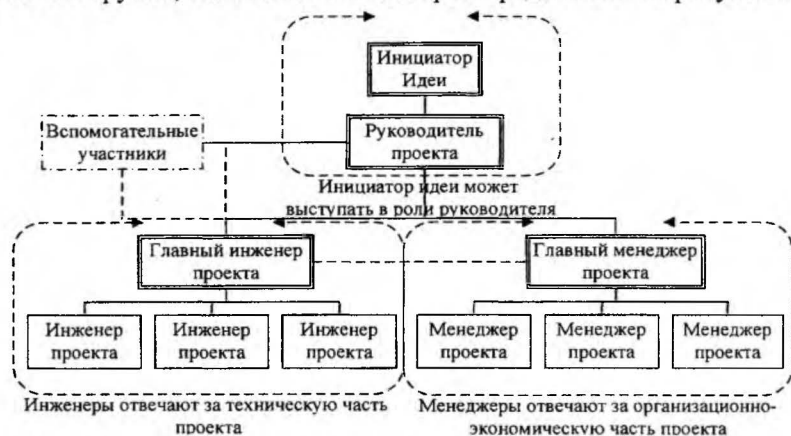 Инициатор
Идеи
Вспомогательные
участники
Руководитель
проекта
Инициатор идеи может
выступать в роли руководителя
Главный инженер
проекта
Главный менеджер
проекта
Инженер
проекта
Инженер
проекта
Инженер
проекта
Менеджер
проекта
Менеджер
проекта
Менеджер
проекта
Инженеры отвечают за техническую часть
проекта
Менеджеры отвечают за организационно-
экономическую часть проекта